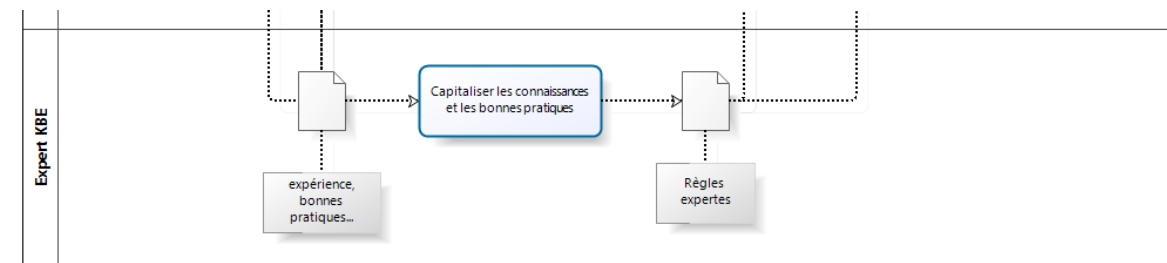 Expert KBE
Capitaliser les connaissances
et les bonnes pratiques
expérience,
bonnes
pratiques...
Règles
expertes